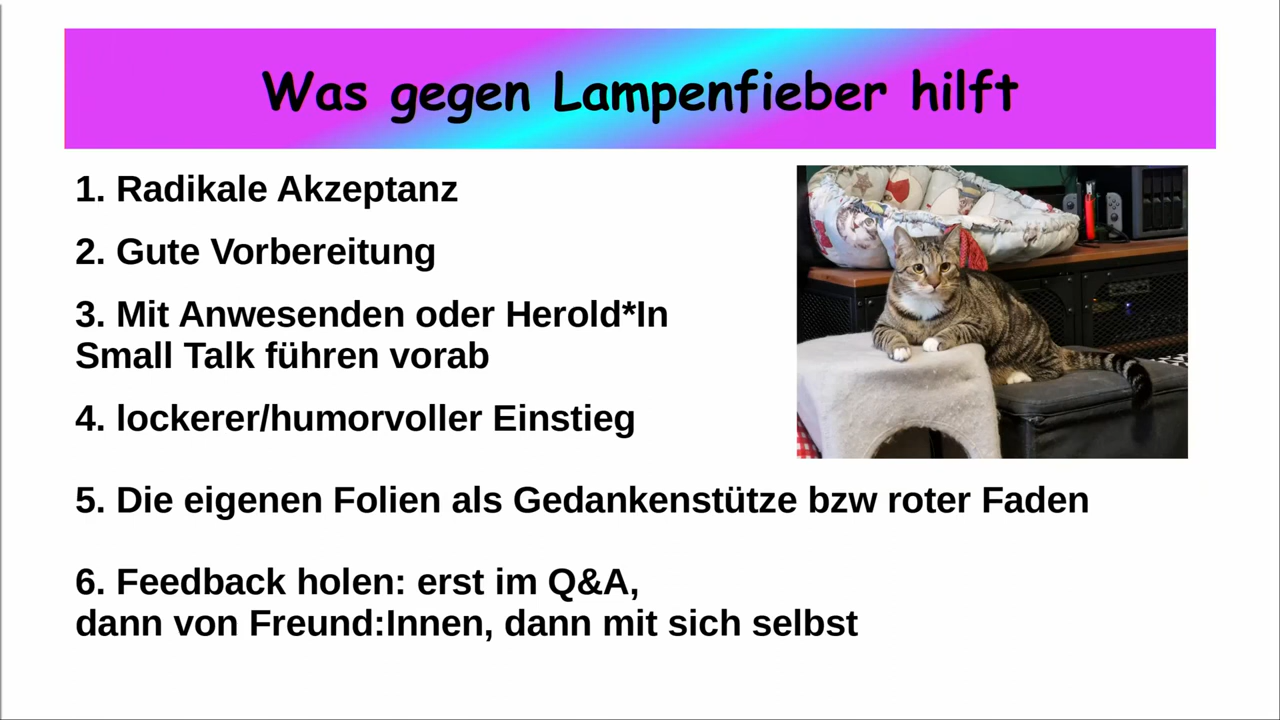 Was gegen Lampenfieber hilft
1. Radikale Akzeptanz
2. Gute Vorbereitung
3. Mit Anwesenden oder Herold*In
Small Talk führen vorab
4. lockerer/humorvoller Einstieg
5. Die eigenen Folien als Gedankenstütze bzw roter Faden
6. Feedback holen: erst im Q&A,
dann von Freund:Innen, dann mit sich selbst